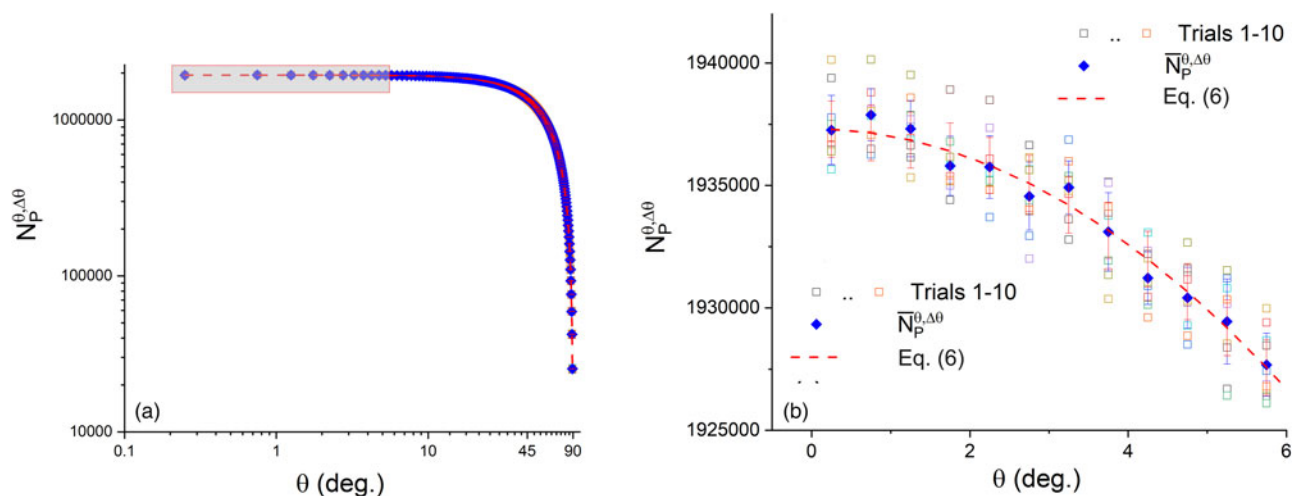 1000000
100000
10000
N_P^{θ,Δθ}
(a)
0.1
1
10
45
90
θ (deg.)
1940000
1935000
1930000
1925000
N_P^{θ,Δθ}
.. Trials 1-10
N̅_P^{θ,Δθ}
Eq. (6)
.. Trials 1-10
N̅_P^{θ,Δθ}
Eq. (6)
(b)
0
2
4
6
θ (deg.)